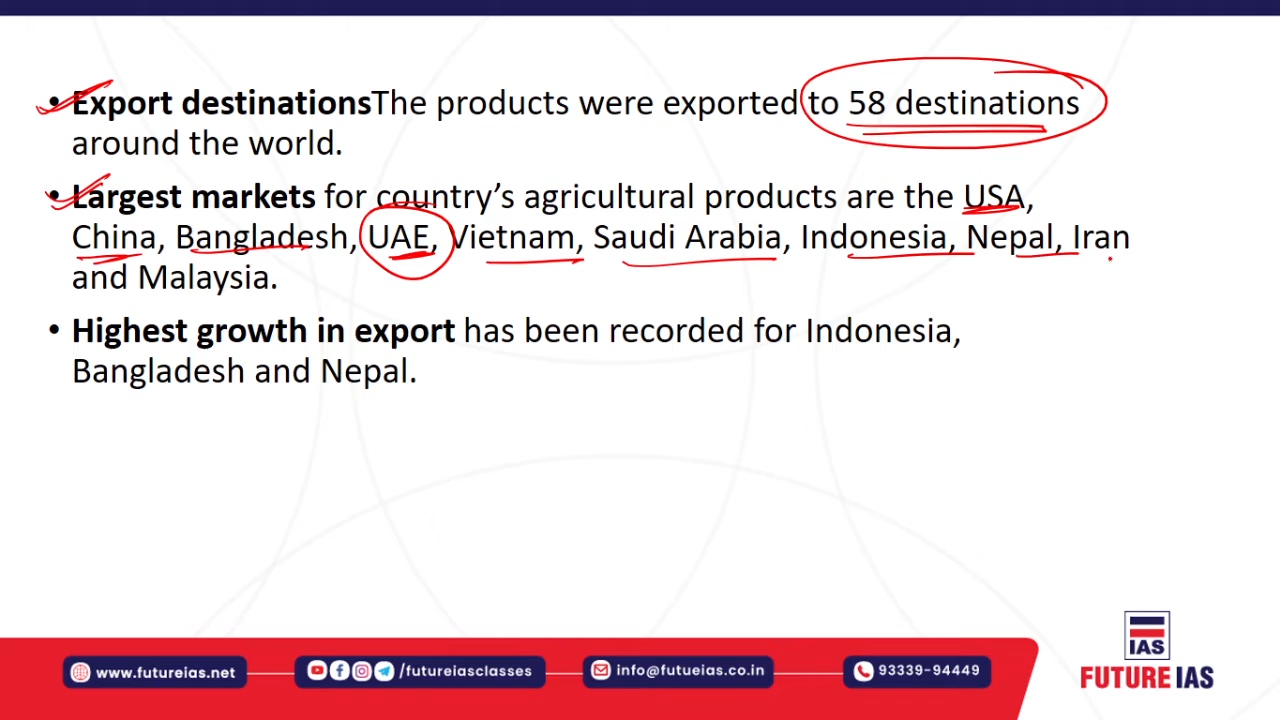 • Export destinationsThe products were exported to 58 destinations
around the world.
• Largest markets for country's agricultural products are the USA,
China, Bangladesh, UAE, Vietnam, Saudi Arabia, Indonesia, Nepal, Iran
and Malaysia.
• Highest growth in export has been recorded for Indonesia,
Bangladesh and Nepal.
IAS
FUTURE IAS
www.futureias.net
/futureiasclasses
info@futueias.co.in
93339-94449